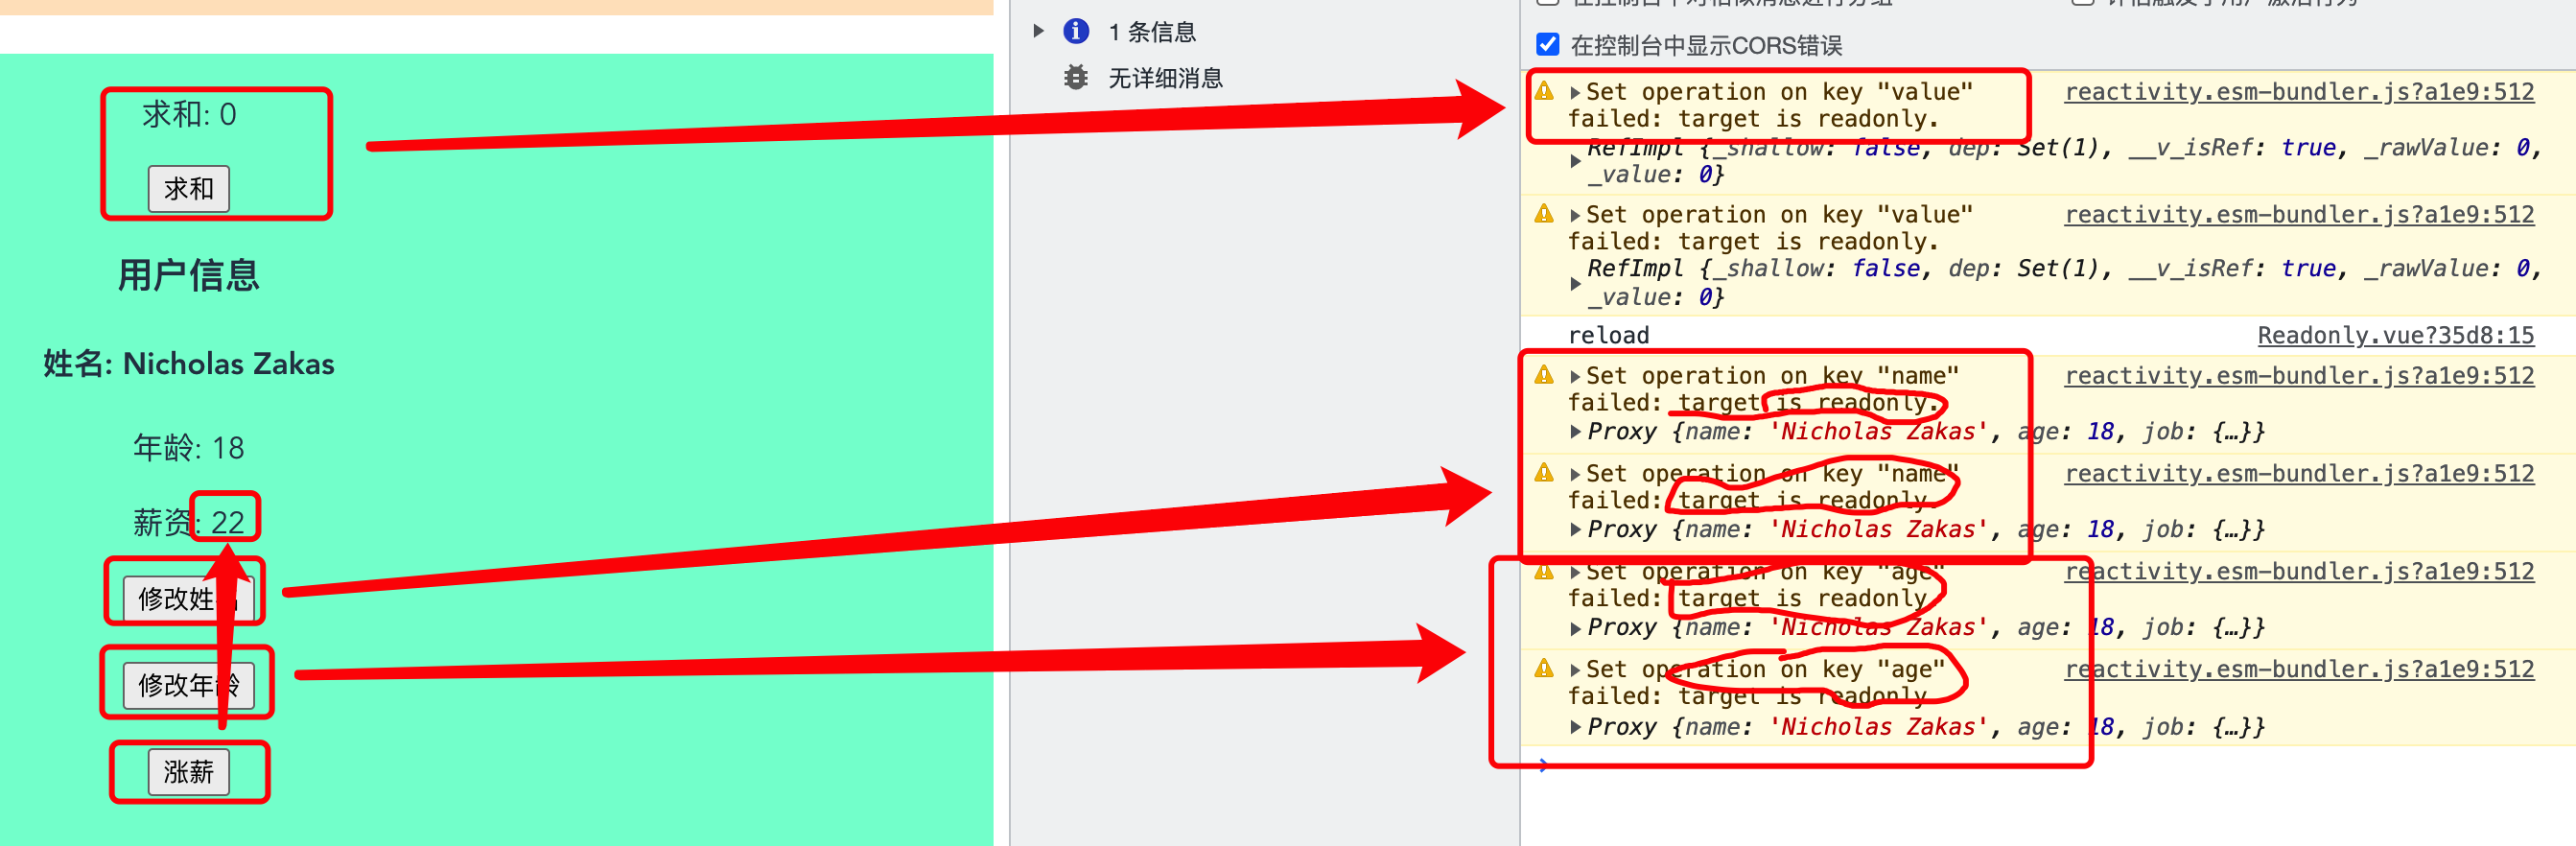 求和: 0
求和
用户信息
姓名: Nicholas Zakas
年龄: 18
薪资: 22
修改姓名
修改年龄
涨薪
1 条信息
无详细消息
在控制台中显示CORS错误
Set operation on key "value" reactivity.esm-bundler.js?a1e9:512
failed: target is readonly.
RefImpl {_shallow: false, dep: Set(1), __v_isRef: true, _rawValue: 0,
_value: 0}
Set operation on key "value" reactivity.esm-bundler.js?a1e9:512
failed: target is readonly.
RefImpl {_shallow: false, dep: Set(1), __v_isRef: true, _rawValue: 0,
_value: 0}
reload Readonly.vue?35d8:15
Set operation on key "name" reactivity.esm-bundler.js?a1e9:512
failed: target is readonly.
Proxy {name: 'Nicholas Zakas', age: 18, job: {…}}
Set operation on key "name" reactivity.esm-bundler.js?a1e9:512
failed: target is readonly.
Proxy {name: 'Nicholas Zakas', age: 18, job: {…}}
Set operation on key "age" reactivity.esm-bundler.js?a1e9:512
failed: target is readonly.
Proxy {name: 'Nicholas Zakas', age: 18, job: {…}}
Set operation on key "age" reactivity.esm-bundler.js?a1e9:512
failed: target is readonly.
Proxy {name: 'Nicholas Zakas', age: 18, job: {…}}